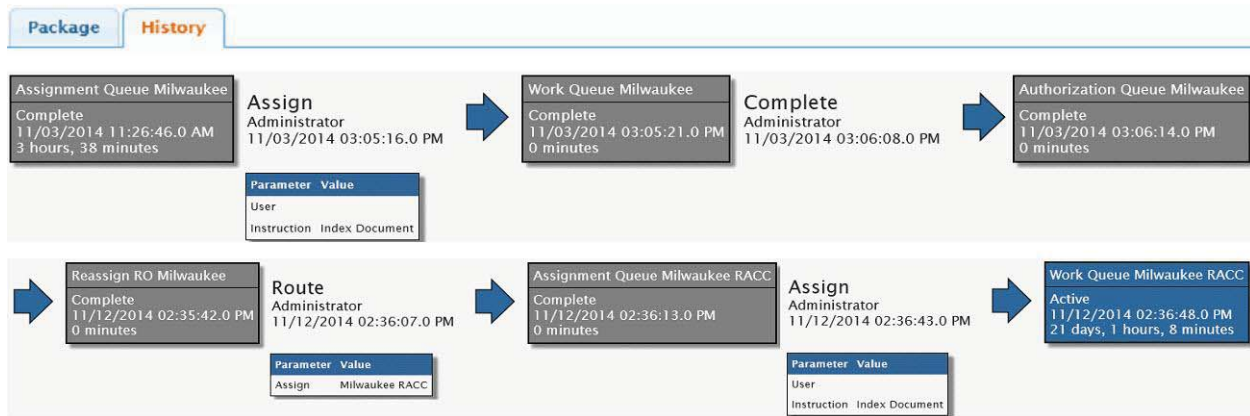 Package History
Assignment Queue Milwaukee
Complete
11/03/2014 11:26:46.0 AM
3 hours, 38 minutes
Assign
Administrator
11/03/2014 03:05:16.0 PM
Parameter Value
User
Instruction Index Document
Work Queue Milwaukee
Complete
11/03/2014 03:05:21.0 PM
0 minutes
Complete
Administrator
11/03/2014 03:06:08.0 PM
Authorization Queue Milwaukee
Complete
11/03/2014 03:06:14.0 PM
0 minutes
Reassign RO Milwaukee
Complete
11/12/2014 02:35:42.0 PM
0 minutes
Route
Administrator
11/12/2014 02:36:07.0 PM
Parameter Value
Assign Milwaukee RACC
Assignment Queue Milwaukee RACC
Complete
11/12/2014 02:36:13.0 PM
0 minutes
Assign
Administrator
11/12/2014 02:36:43.0 PM
Parameter Value
User
Instruction Index Document
Work Queue Milwaukee RACC
Active
11/12/2014 02:36:48.0 PM
21 days, 1 hours, 8 minutes